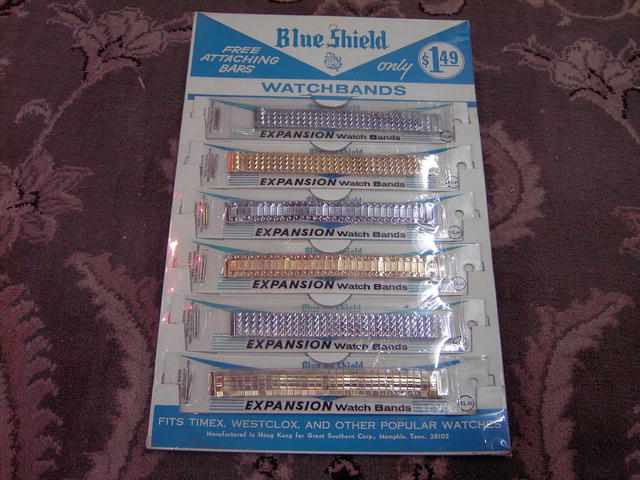 Blue Shield
FREE
ATTACHING
BARS
only
$1.49
WATCHBANDS
EXPANSION Watch Bands
EXPANSION Watch Bands
EXPANSION Watch Bands
EXPANSION Watch Bands
EXPANSION Watch Bands
Blue Shield
EXPANSION Watch Bands
FITS TIMEX, WESTCLOX, AND OTHER POPULAR WATCHES
Manufactured in Hong Kong for Great Southern Corp., Memphis, Tenn. 38102